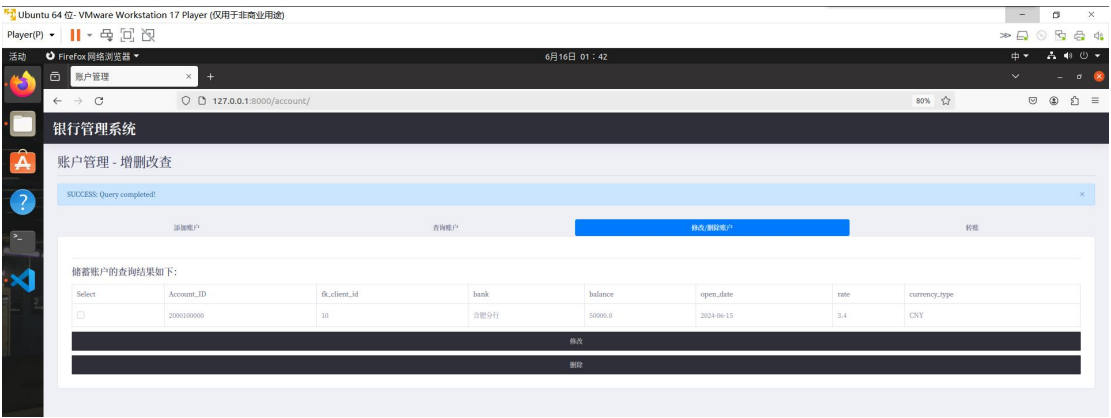 Ubuntu 64 位- VMware Workstation 17 Player (仅用于非商业用途)
Player(P)
活动 Firefox 网络浏览器 6月16日 01：42 中
账户管理
127.0.0.1:8000/account/ 80%
银行管理系统
账户管理 - 增删改查
SUCCESS: Query completed!
添加账户 查询账户 修改/删除账户 转账
储蓄账户的查询结果如下：
Select Account_ID fk_client_id bank balance open_date rate currency_type
2000100000 10 合肥分行 50000.0 2024-06-15 3.4 CNY
修改
删除